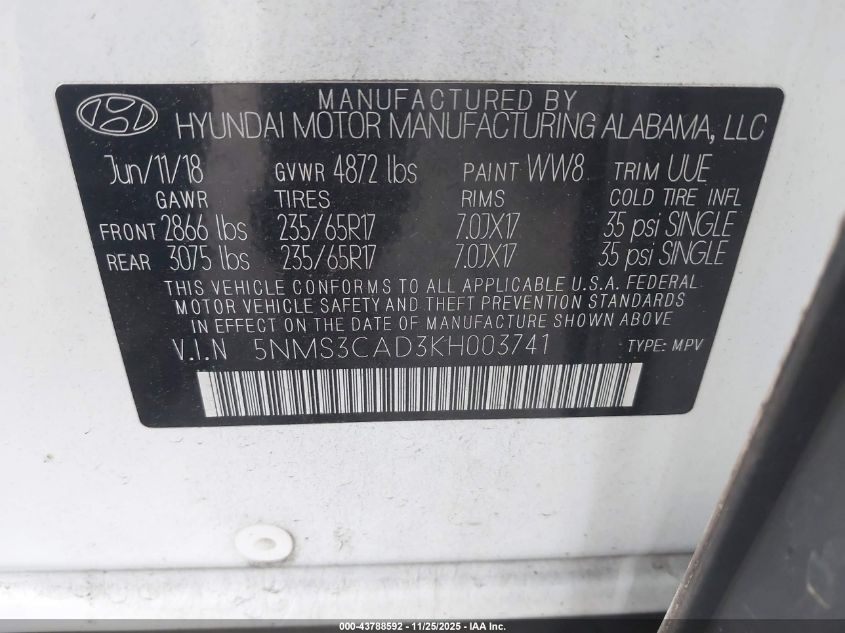 MANUFACTURED BY
HYUNDAI MOTOR MANUFACTURING ALABAMA, LLC
Jun/11/18 GVWR 4872 lbs PAINT WW8 TRIM UUE
GAWR TIRES RIMS COLD TIRE INFL
FRONT 2866 lbs 235/65R17 7.0JX17 35 psi SINGLE
REAR 3075 lbs 235/65R17 7.0JX17 35 psi SINGLE
THIS VEHICLE CONFORMS TO ALL APPLICABLE U.S.A. FEDERAL
MOTOR VEHICLE SAFETY AND THEFT PREVENTION STANDARDS
IN EFFECT ON THE DATE OF MANUFACTURE SHOWN ABOVE
V.I.N 5NMS3CAD3KH003741 TYPE: MPV
000-43788592 - 11/25/2025 - IAA Inc.